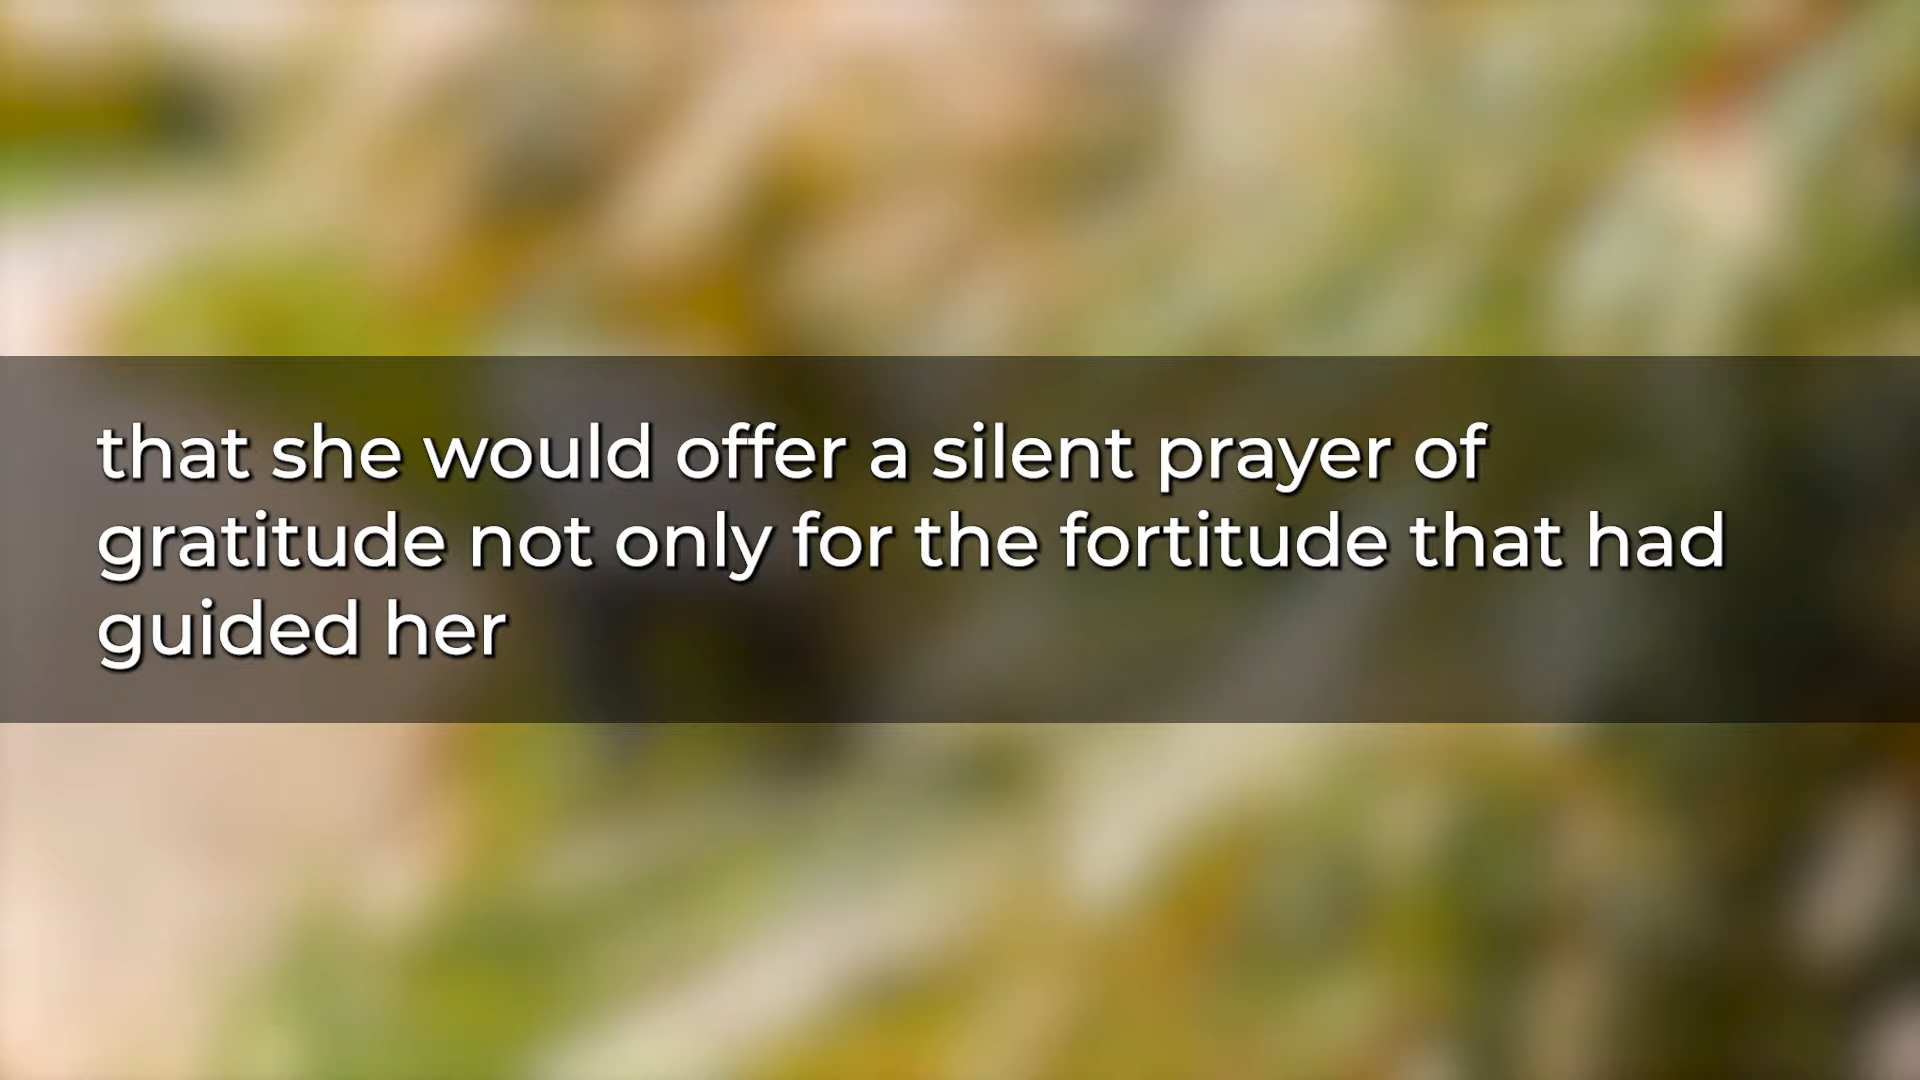 that she would offer a silent prayer of
gratitude not only for the fortitude that had
guided her